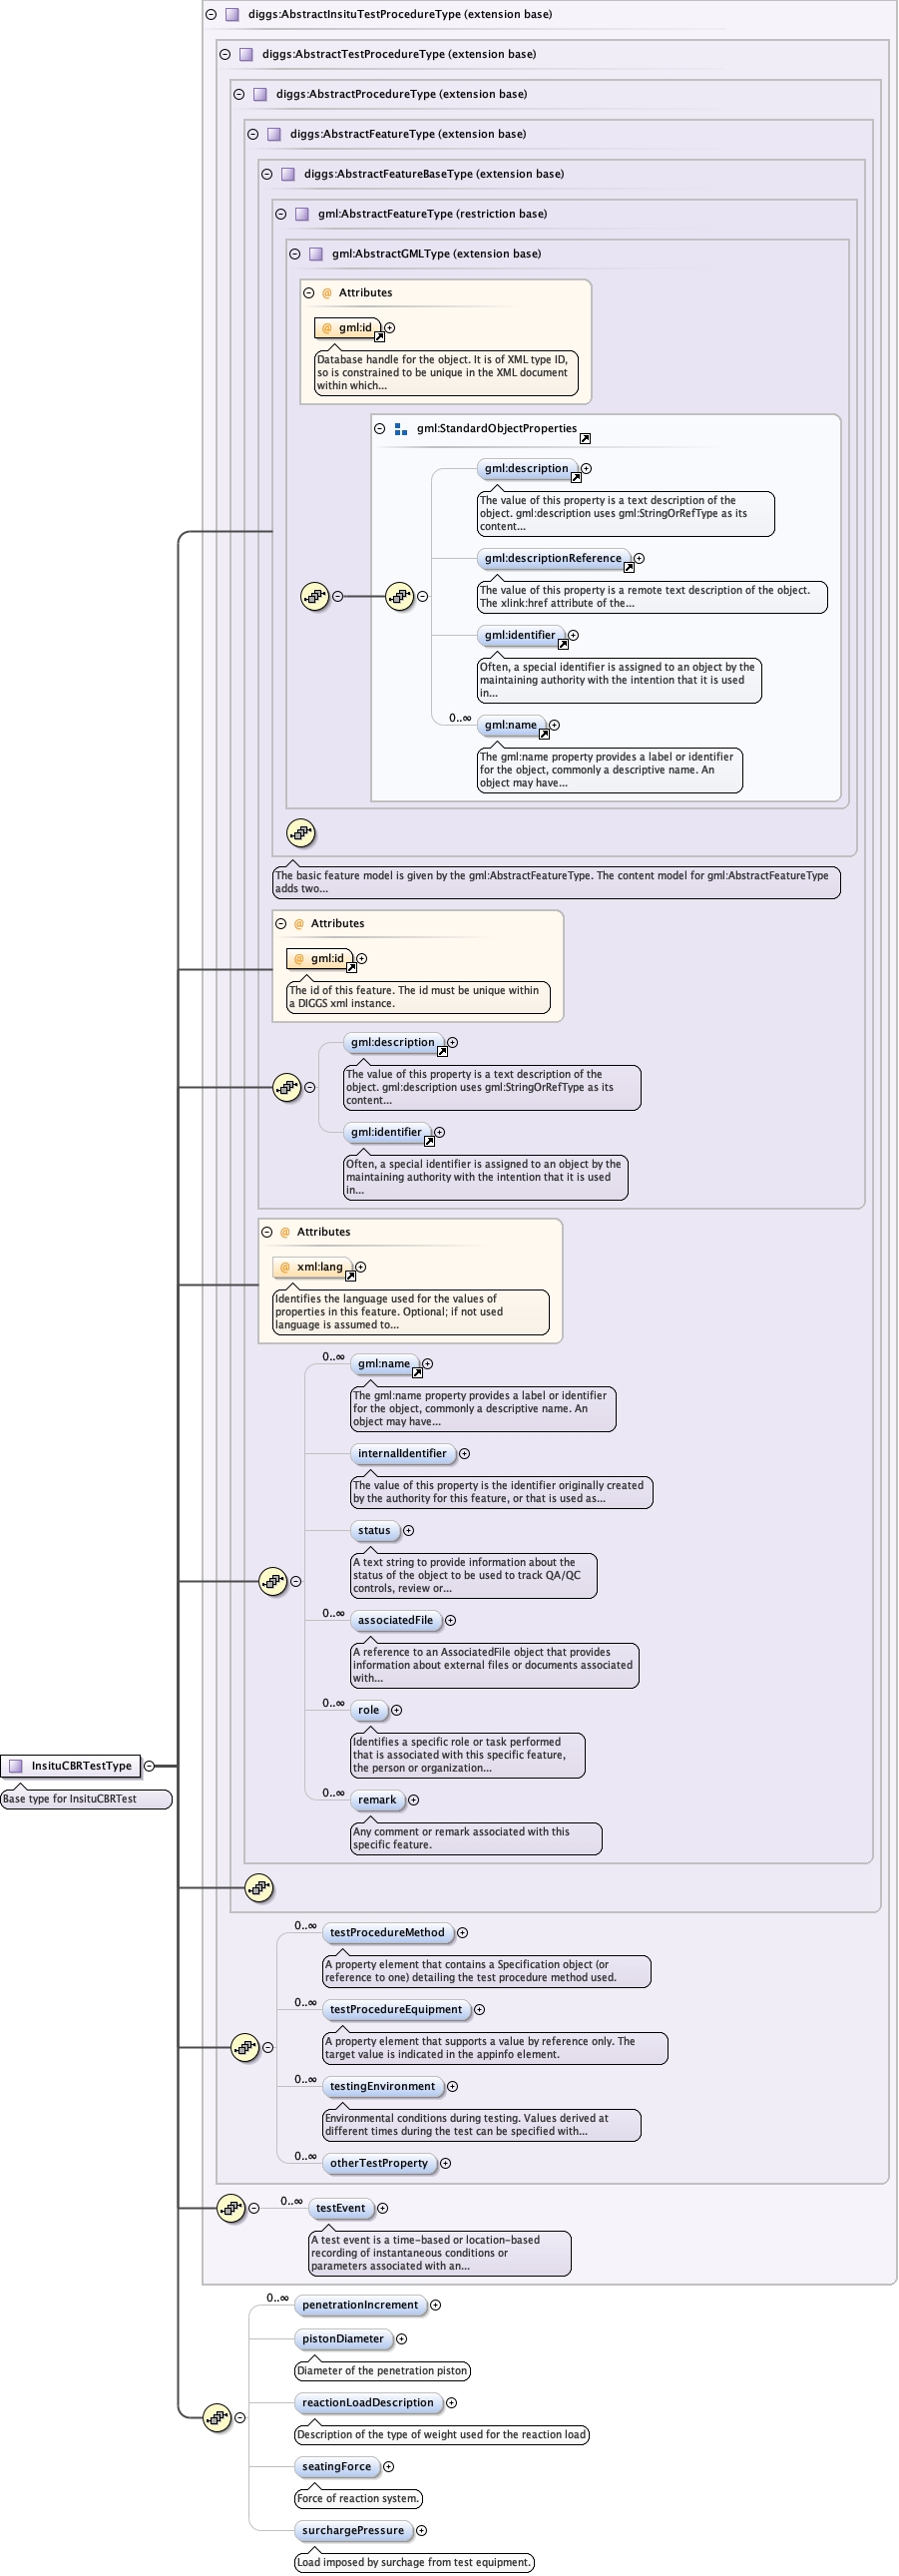 diggs:AbstractInsituTestProcedureType (extension base)
diggs:AbstractTestProcedureType (extension base)
diggs:AbstractProcedureType (extension base)
diggs:AbstractFeatureType (extension base)
diggs:AbstractFeatureBaseType (extension base)
gml:AbstractFeatureType (restriction base)
gml:AbstractGMLType (extension base)
@ Attributes
@ gml:id
Database handle for the object. It is of XML type ID,
so is constrained to be unique in the XML document
within which...
gml:StandardObjectProperties
gml:description
The value of this property is a text description of the
object. gml:description uses gml:StringOrRefType as its
content...
gml:descriptionReference
The value of this property is a remote text description of the object.
The xlink:href attribute of the...
gml:identifier
Often, a special identifier is assigned to an object by the
maintaining authority with the intention that it is used
in...
0..∞ gml:name
The gml:name property provides a label or identifier
for the object, commonly a descriptive name. An
object may have...
The basic feature model is given by the gml:AbstractFeatureType. The content model for gml:AbstractFeatureType
adds two...
@ Attributes
@ gml:id
The id of this feature. The id must be unique within
a DIGGS xml instance.
gml:description
The value of this property is a text description of the
object. gml:description uses gml:StringOrRefType as its
content...
gml:identifier
Often, a special identifier is assigned to an object by the
maintaining authority with the intention that it is used
in...
@ Attributes
@ xml:lang
Identifies the language used for the values of
properties in this feature. Optional; if not used
language is assumed to...
0..∞ gml:name
The gml:name property provides a label or identifier
for the object, commonly a descriptive name. An
object may have...
internalIdentifier
The value of this property is the identifier originally created
by the authority for this feature, or that is used as...
status
A text string to provide information about the
status of the object to be used to track QA/QC
controls, review or...
0..∞ associatedFile
A reference to an AssociatedFile object that provides
information about external files or documents associated
with...
0..∞ role
Identifies a specific role or task performed
that is associated with this specific feature,
the person or organization...
InsituCBRTestType
Base type for InsituCBRTest
0..∞ remark
Any comment or remark associated with this
specific feature.
0..∞ testProcedureMethod
A property element that contains a Specification object (or
reference to one) detailing the test procedure method used.
0..∞ testProcedureEquipment
A property element that supports a value by reference only. The
target value is indicated in the appinfo element.
0..∞ testingEnvironment
Environmental conditions during testing. Values derived at
different times during the test can be specified with...
0..∞ otherTestProperty
0..∞ testEvent
A test event is a time-based or location-based
recording of instantaneous conditions or
parameters associated with an...
0..∞ penetrationIncrement
pistonDiameter
Diameter of the penetration piston
reactionLoadDescription
Description of the type of weight used for the reaction load
seatingForce
Force of reaction system.
surchargePressure
Load imposed by surchage from test equipment.